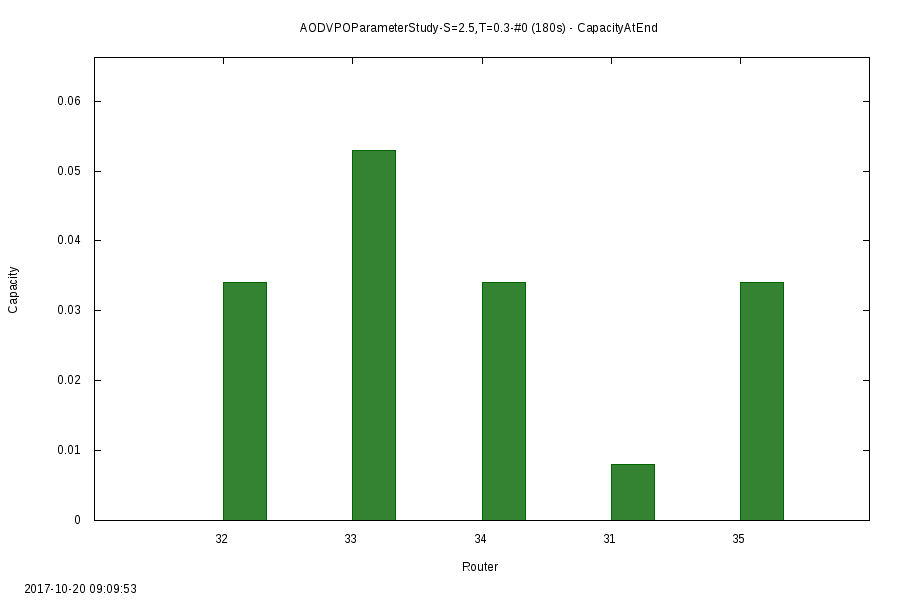 AODVPOParameterStudy-S=2.5,T=0.3-#0 (180s) - CapacityAtEnd
0.06
0.05
0.04
0.03
0.02
0.01
0
Capacity
32 33 34 31 35
Router
2017-10-20 09:09:53